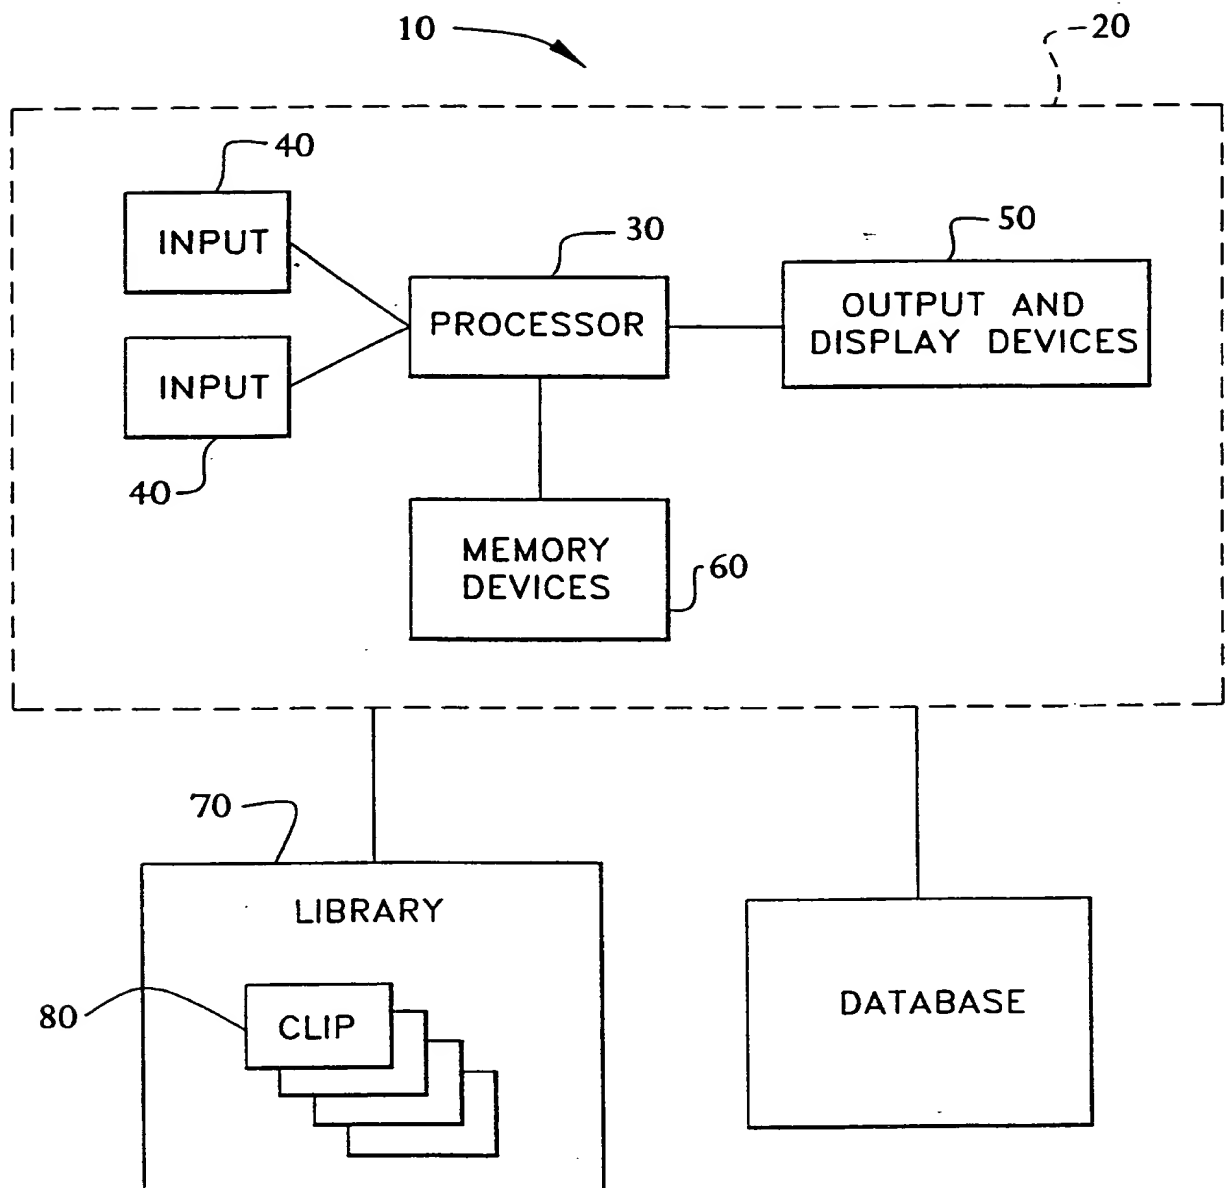 10
20
40
INPUT
30
PROCESSOR
50
OUTPUT AND
DISPLAY DEVICES
INPUT
40
MEMORY
DEVICES
60
70
LIBRARY
80
CLIP
DATABASE